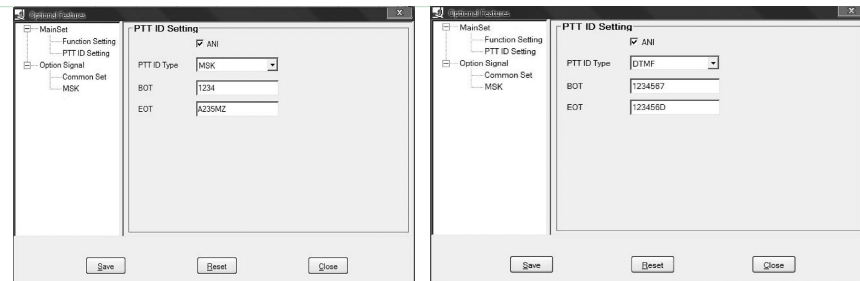 Optional Features
X
MainSet
Function Setting
PTT ID Setting
Option Signal
Common Set
MSK
PTT ID Setting
ANI
PTT ID Type MSK
BOT 1234
EOT A235MZ
Save Reset Close
Optional Features
X
MainSet
Function Setting
PTT ID Setting
Option Signal
Common Set
MSK
PTT ID Setting
ANI
PTT ID Type DTMF
BOT 1234567
EOT 123456D
Save Reset Close